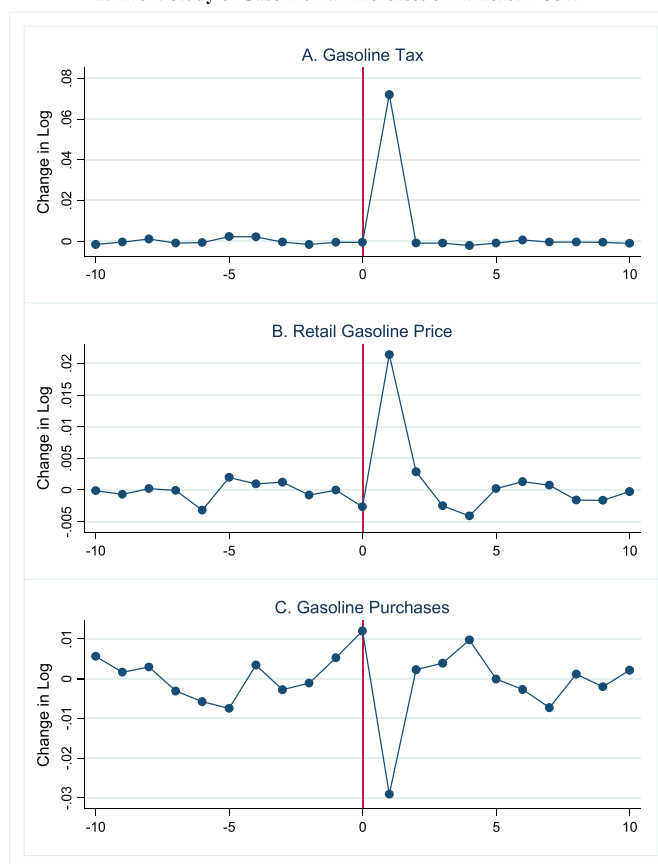 A. Gasoline Tax
Change in Log
.08
.06
.04
.02
0
-10 -5 0 5 10
B. Retail Gasoline Price
Change in Log
.02
.015
.01
.005
0
-.005
-10 -5 0 5 10
C. Gasoline Purchases
Change in Log
.01
0
-.01
-.02
-.03
-10 -5 0 5 10